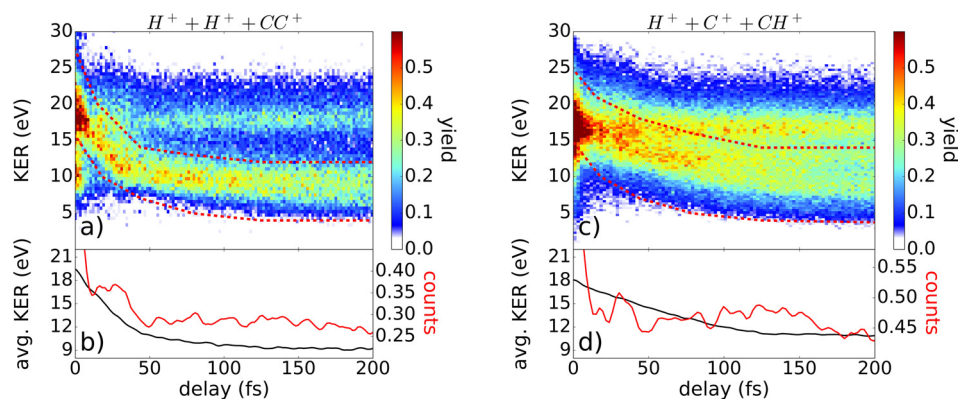 H⁺ + H⁺ + CC⁺
30
25
20
15
10
5
KER (eV)
a)
0.5
0.4
0.3
0.2
0.1
0.0
yield
21
18
15
12
9
avg. KER (eV)
b)
0.40
0.35
0.30
0.25
counts
0 50 100 150 200
delay (fs)
H⁺ + C⁺ + CH⁺
30
25
20
15
10
5
KER (eV)
c)
0.5
0.4
0.3
0.2
0.1
0.0
yield
21
18
15
12
9
avg. KER (eV)
d)
0.55
0.50
0.45
counts
0 50 100 150 200
delay (fs)